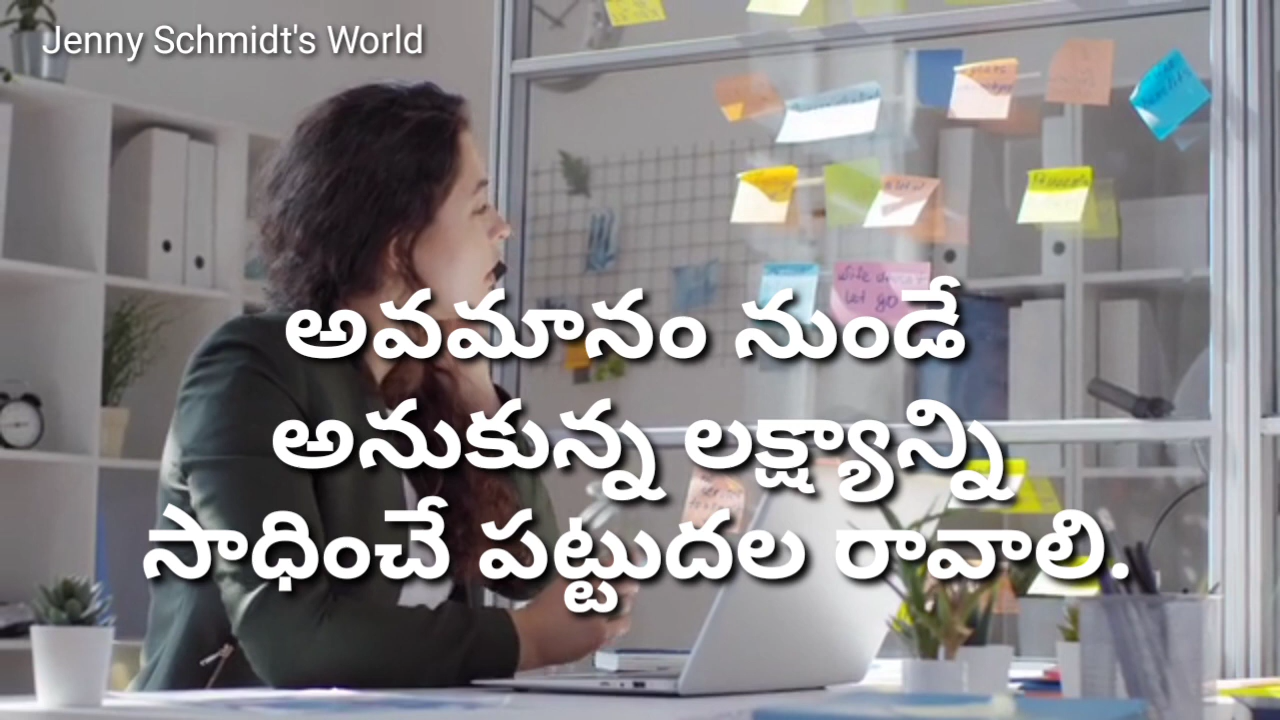 Jenny Schmidt's World
అవమానం నుండే
అనుకున్న లక్ష్యాన్ని
సాధించే పట్టుదల రావాలి.